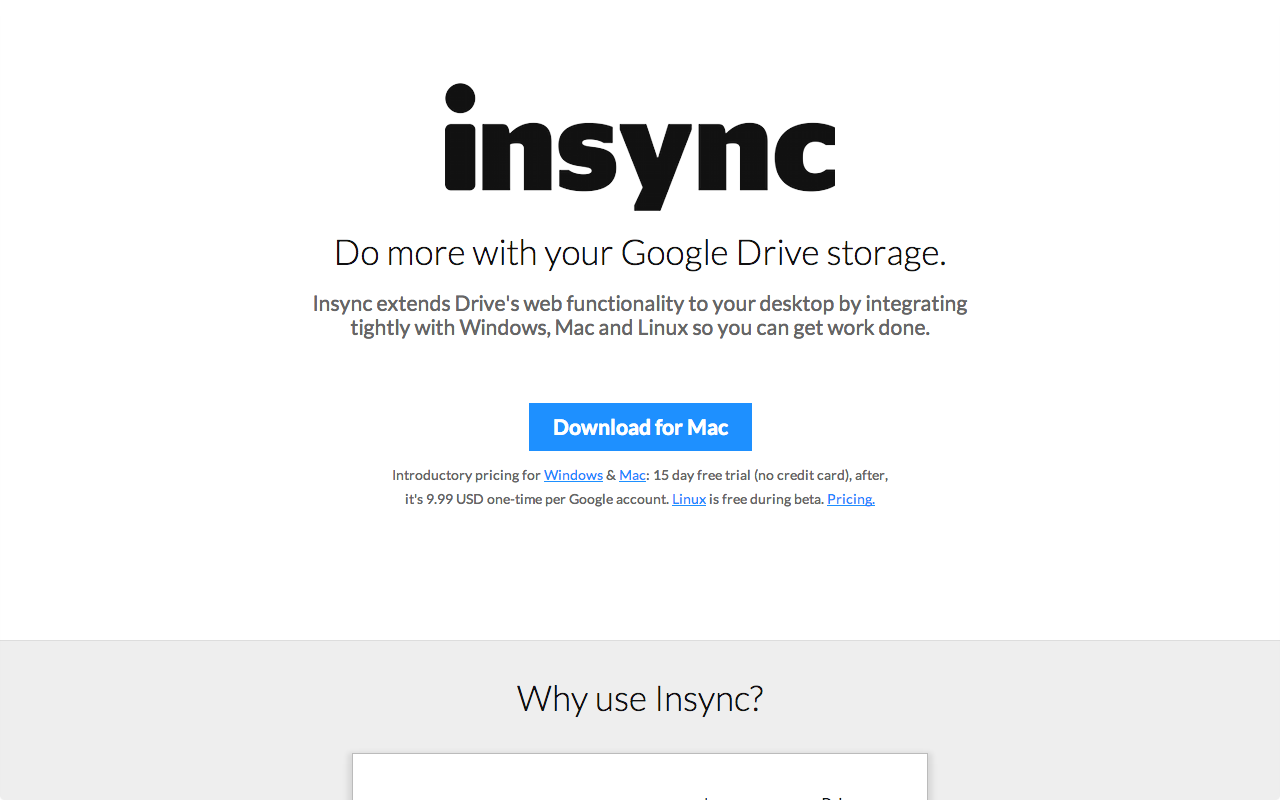 insync
Do more with your Google Drive storage.
Insync extends Drive's web functionality to your desktop by integrating
tightly with Windows, Mac and Linux so you can get work done.
Download for Mac
Introductory pricing for Windows & Mac: 15 day free trial (no credit card), after,
it's 9.99 USD one-time per Google account. Linux is free during beta. Pricing.
Why use Insync?